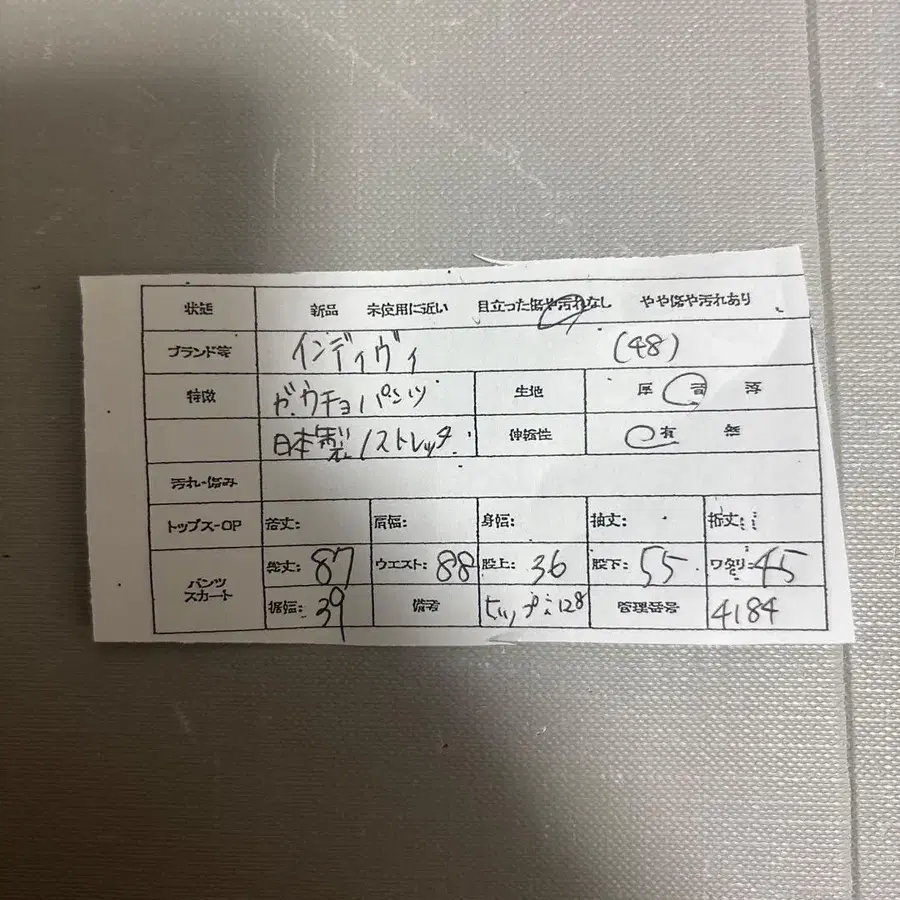 状態 新品 未使用に近い 目立った傷や汚れなし やや傷や汚れあり
ブランド等 インディヴィ (48)
特徴 ガウチョパンツ 生地 厚 普 薄
日本製/ストレッチ 伸縮性 有 無
汚れ・傷み
トップス-OP 着丈: 肩幅: 身幅: 袖丈: 裄丈:
パンツ スカート 総丈: 87 ウエスト: 88 股上: 36 股下: 55 ワタリ: 45
裾幅: 39 備考 ヒップ: 128 管理番号 4184